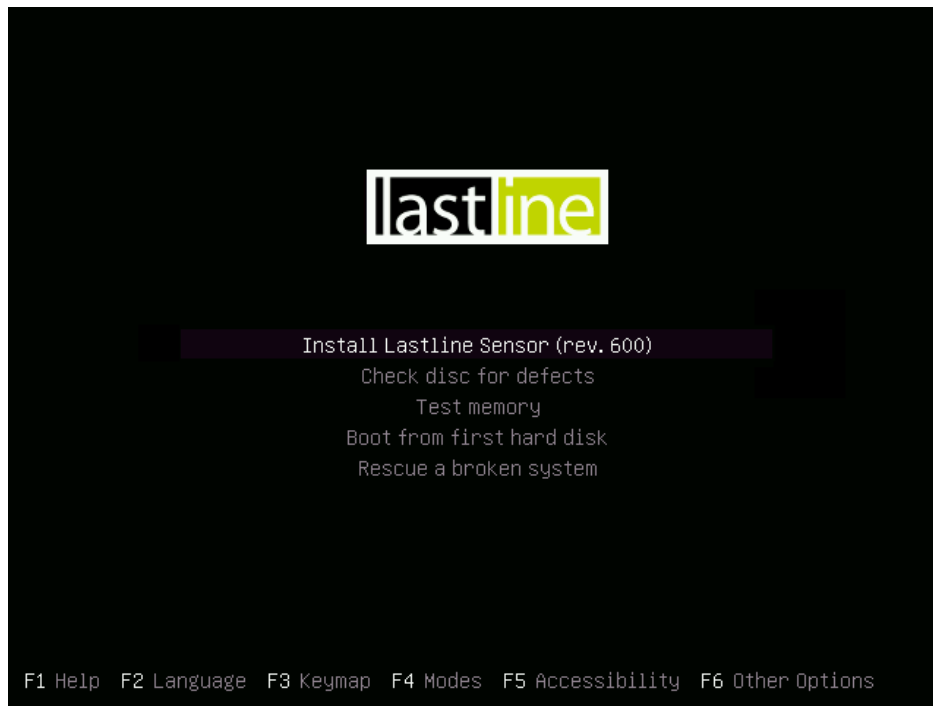 lastline
Install Lastline Sensor (rev. 600)
Check disc for defects
Test memory
Boot from first hard disk
Rescue a broken system
F1 Help F2 Language F3 Keymap F4 Modes F5 Accessibility F6 Other Options